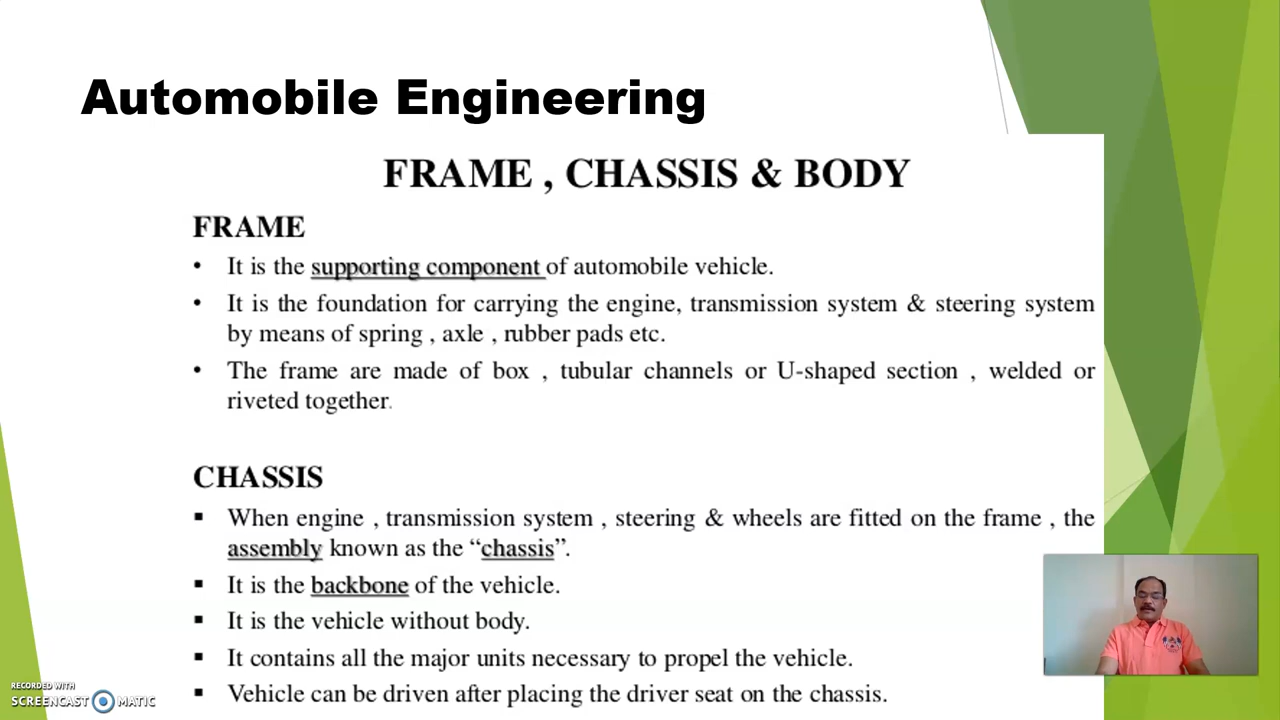 Automobile Engineering
FRAME , CHASSIS & BODY
FRAME
• It is the supporting component of automobile vehicle.
• It is the foundation for carrying the engine, transmission system & steering system
by means of spring , axle , rubber pads etc.
• The frame are made of box , tubular channels or U-shaped section , welded or
riveted together.
CHASSIS
▪ When engine , transmission system , steering & wheels are fitted on the frame , the
assembly known as the “chassis”.
▪ It is the backbone of the vehicle.
▪ It is the vehicle without body.
▪ It contains all the major units necessary to propel the vehicle.
▪ Vehicle can be driven after placing the driver seat on the chassis.
RECORDED WITH
SCREENCAST MATIC